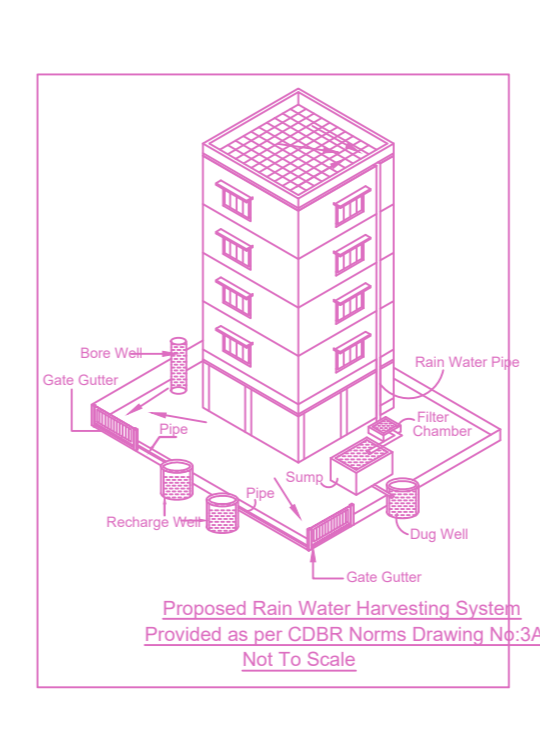 Bore Well
Rain Water Pipe
Gate Gutter
Filter
Chamber
Pipe
Sump
Pipe
Recharge Well
Dug Well
Gate Gutter
Proposed Rain Water Harvesting System
Provided as per CDBR Norms Drawing No:3A
Not To Scale